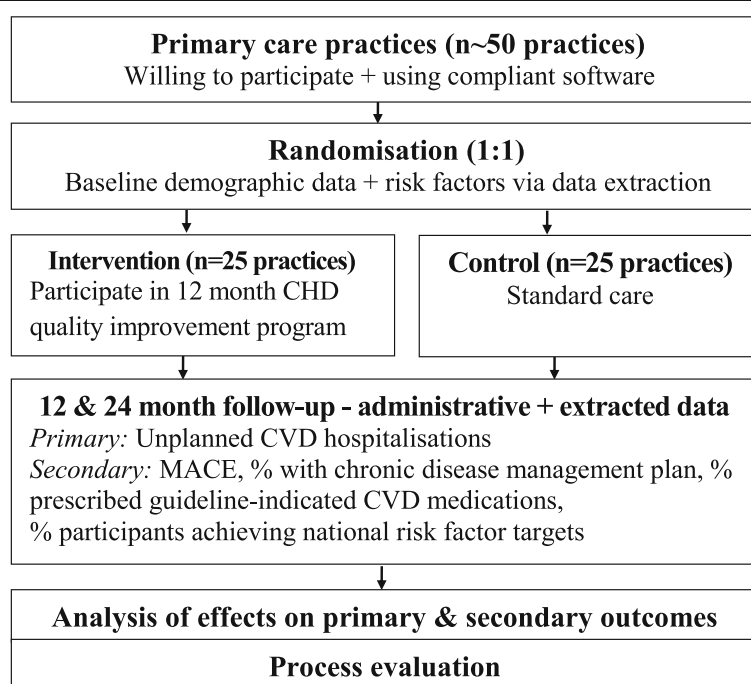 Primary care practices (n~50 practices)
Willing to participate + using compliant software
Randomisation (1:1)
Baseline demographic data + risk factors via data extraction
Intervention (n=25 practices)
Participate in 12 month CHD
quality improvement program
Control (n=25 practices)
Standard care
12 & 24 month follow-up - administrative + extracted data
Primary: Unplanned CVD hospitalisations
Secondary: MACE, % with chronic disease management plan, %
prescribed guideline-indicated CVD medications,
% participants achieving national risk factor targets
Analysis of effects on primary & secondary outcomes
Process evaluation